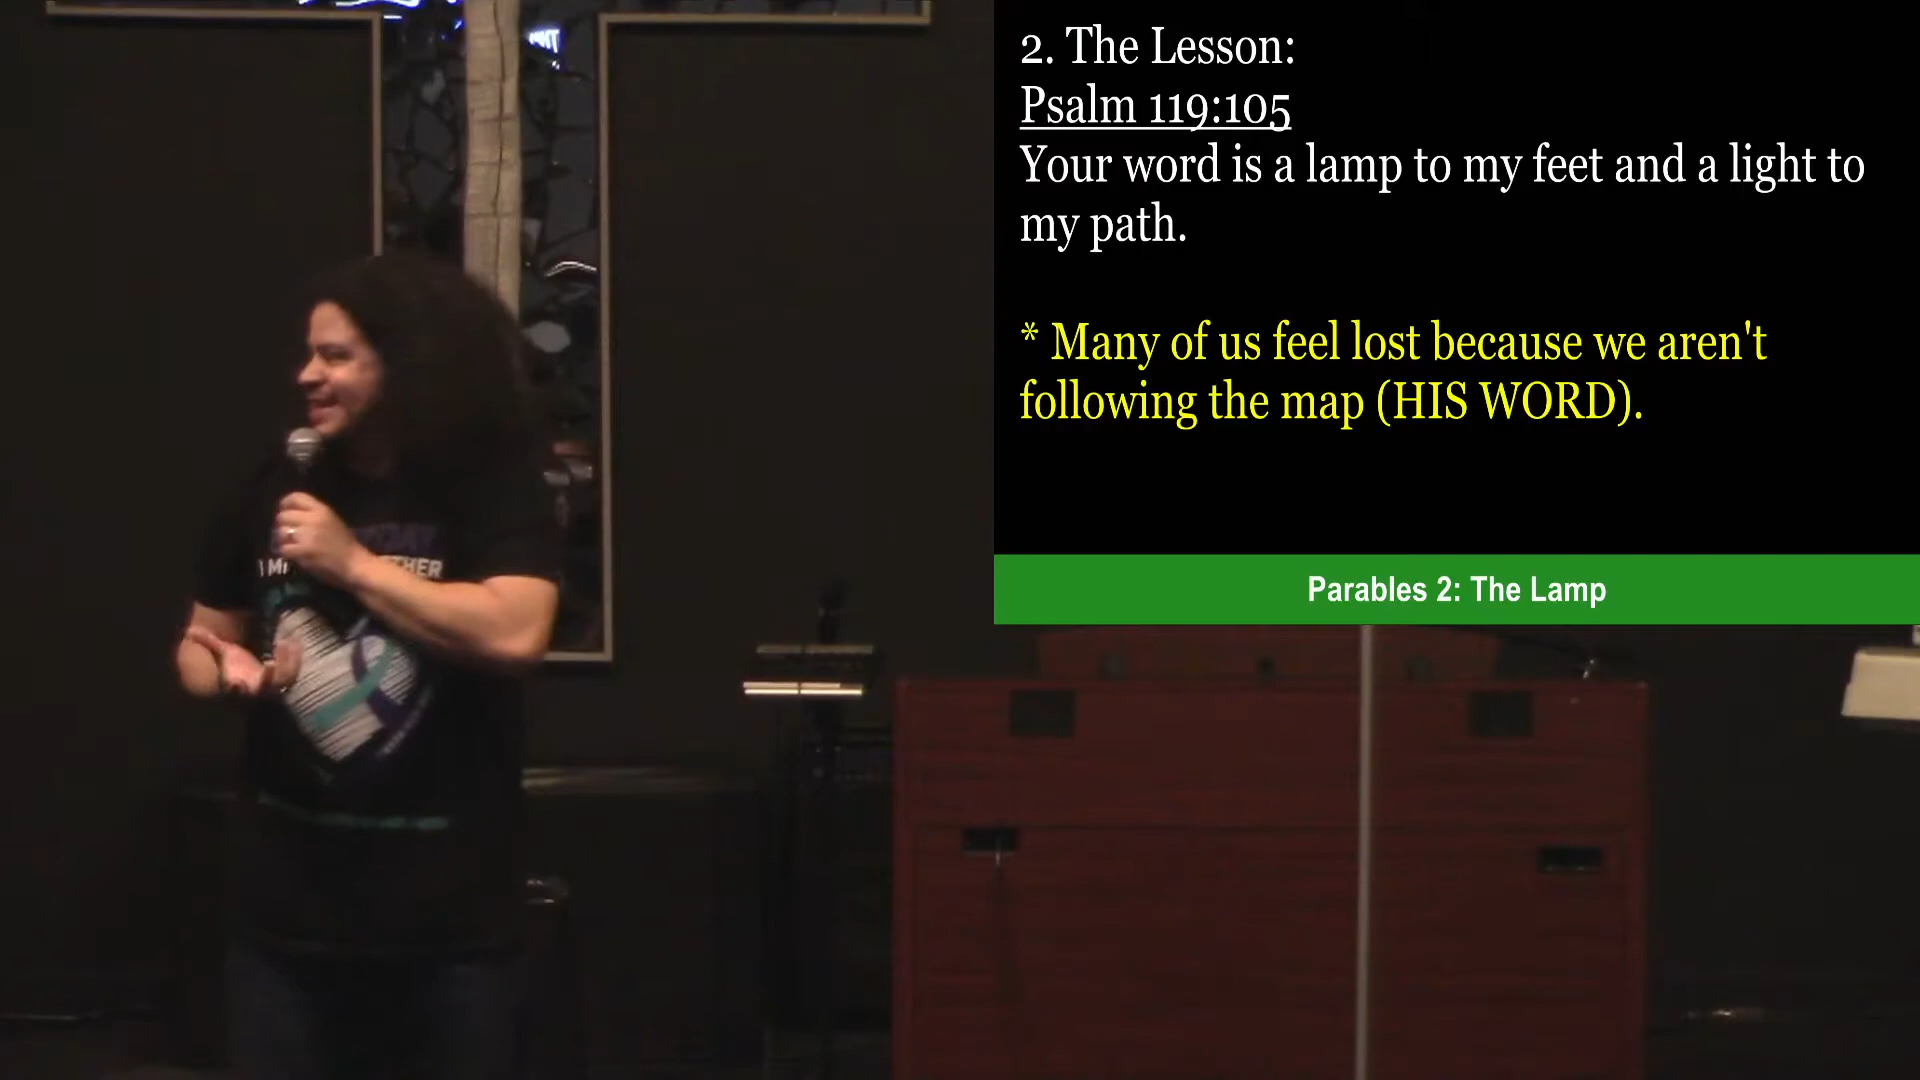 2. The Lesson:
Psalm 119:105
Your word is a lamp to my feet and a light to
my path.
* Many of us feel lost because we aren't
following the map (HIS WORD).
Parables 2: The Lamp